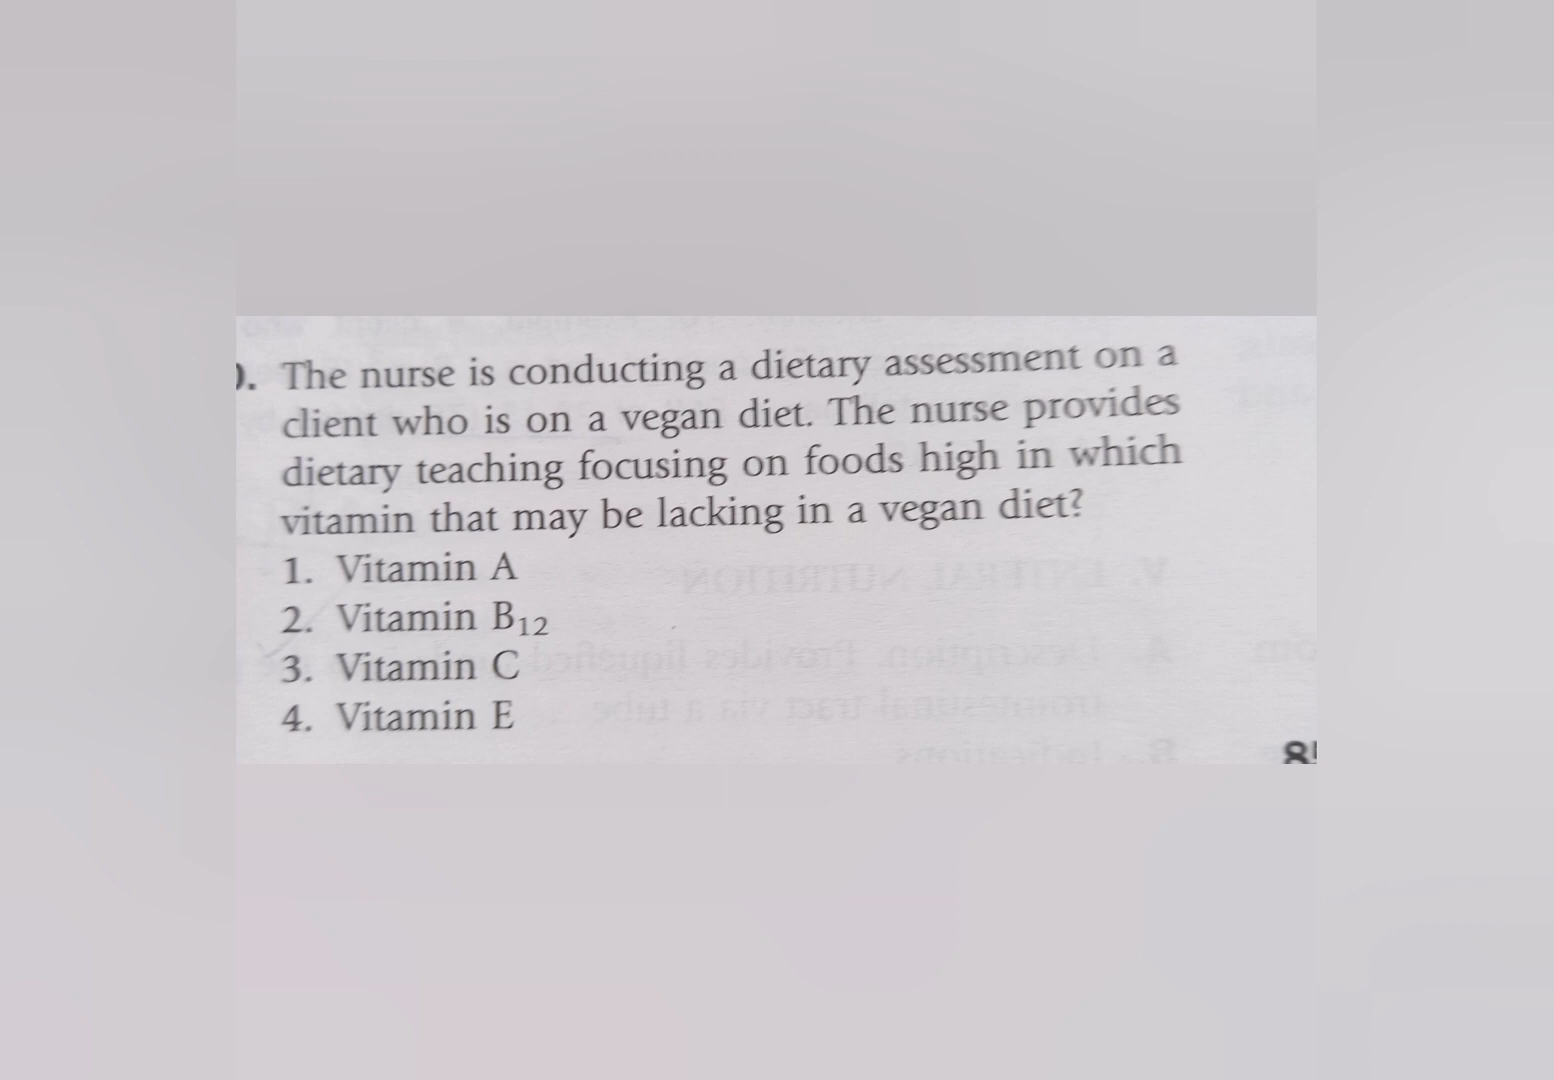 . The nurse is conducting a dietary assessment on a
client who is on a vegan diet. The nurse provides
dietary teaching focusing on foods high in which
vitamin that may be lacking in a vegan diet?
1. Vitamin A
2. Vitamin B₁₂
3. Vitamin C
4. Vitamin E